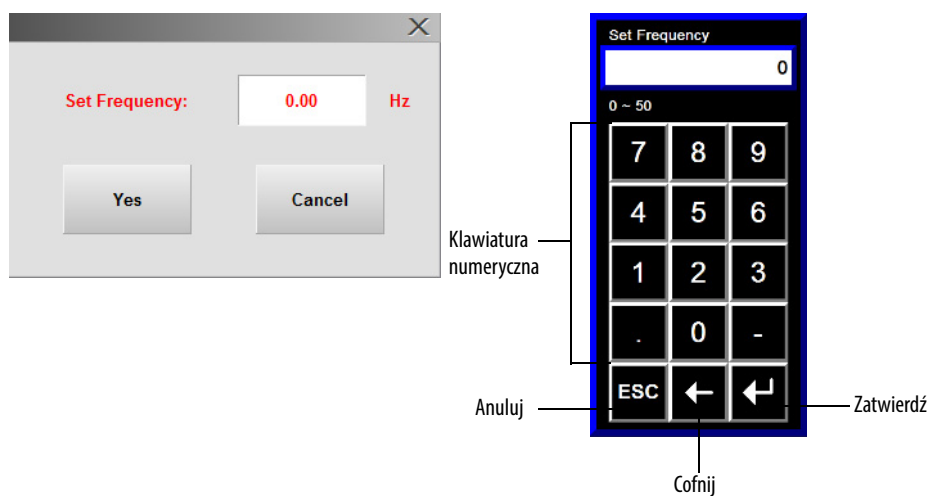 X
Set Frequency:
0.00
Hz
Yes
Cancel
Set Frequency
0
0 ~ 50
7 8 9
4 5 6
1 2 3
. 0 -
ESC
Klawiatura
numeryczna
Anuluj
Zatwierdź
Cofnij